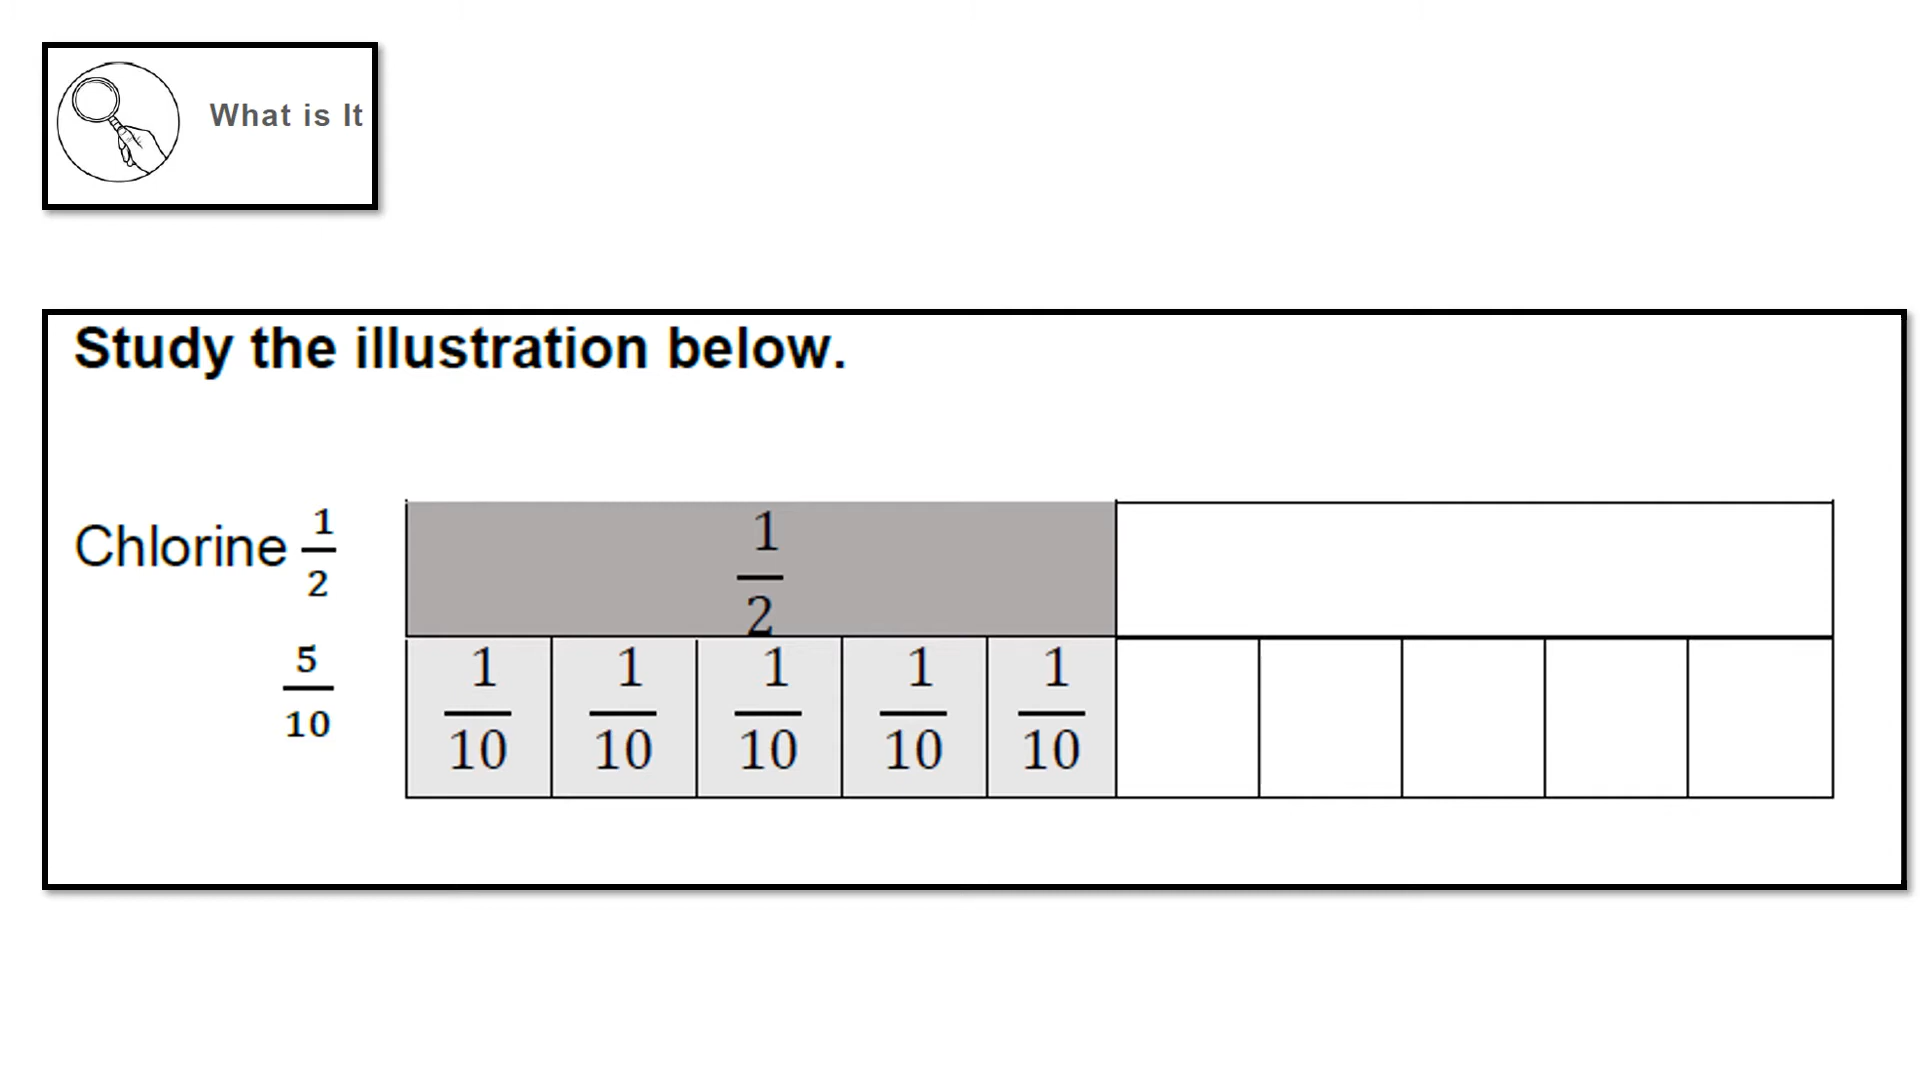 What is It
Study the illustration below.
Chlorine 1/2
1/2
5/10
1/10 1/10 1/10 1/10 1/10